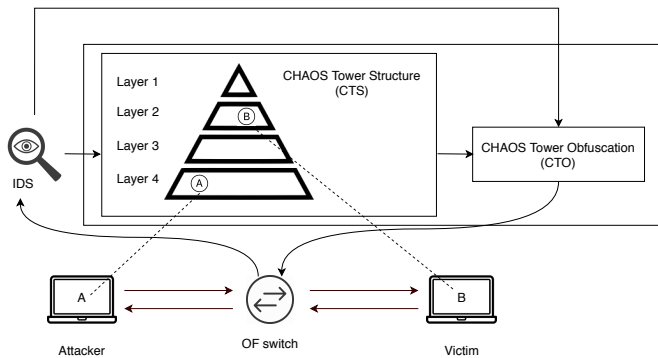 Layer 1
CHAOS Tower Structure
(CTS)
Layer 2
B
Layer 3
CHAOS Tower Obfuscation
(CTO)
IDS
Layer 4
A
A
B
Attacker
OF switch
Victim